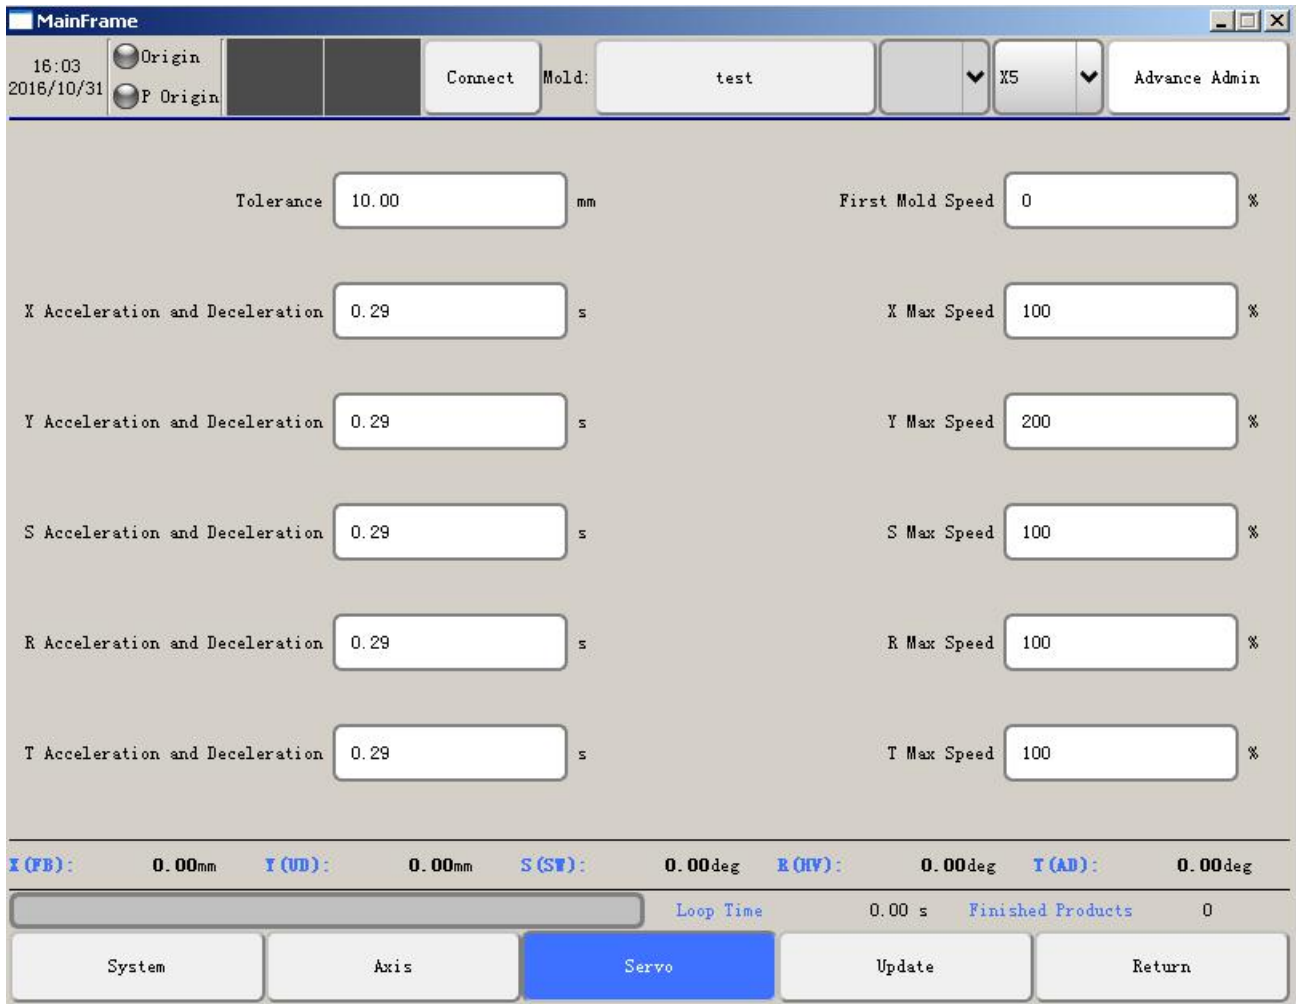 MainFrame
16:03
2016/10/31
Origin
P Origin
Connect
Mold:
test
X5
Advance Admin
Tolerance 10.00 mm
First Mold Speed 0 %
X Acceleration and Deceleration 0.29 s
X Max Speed 100 %
Y Acceleration and Deceleration 0.29 s
Y Max Speed 200 %
S Acceleration and Deceleration 0.29 s
S Max Speed 100 %
R Acceleration and Deceleration 0.29 s
R Max Speed 100 %
T Acceleration and Deceleration 0.29 s
T Max Speed 100 %
X(FB): 0.00mm Y(UD): 0.00mm S(SW): 0.00deg R(HV): 0.00deg T(AD): 0.00deg
Loop Time 0.00 s Finished Products 0
System Axis Servo Update Return